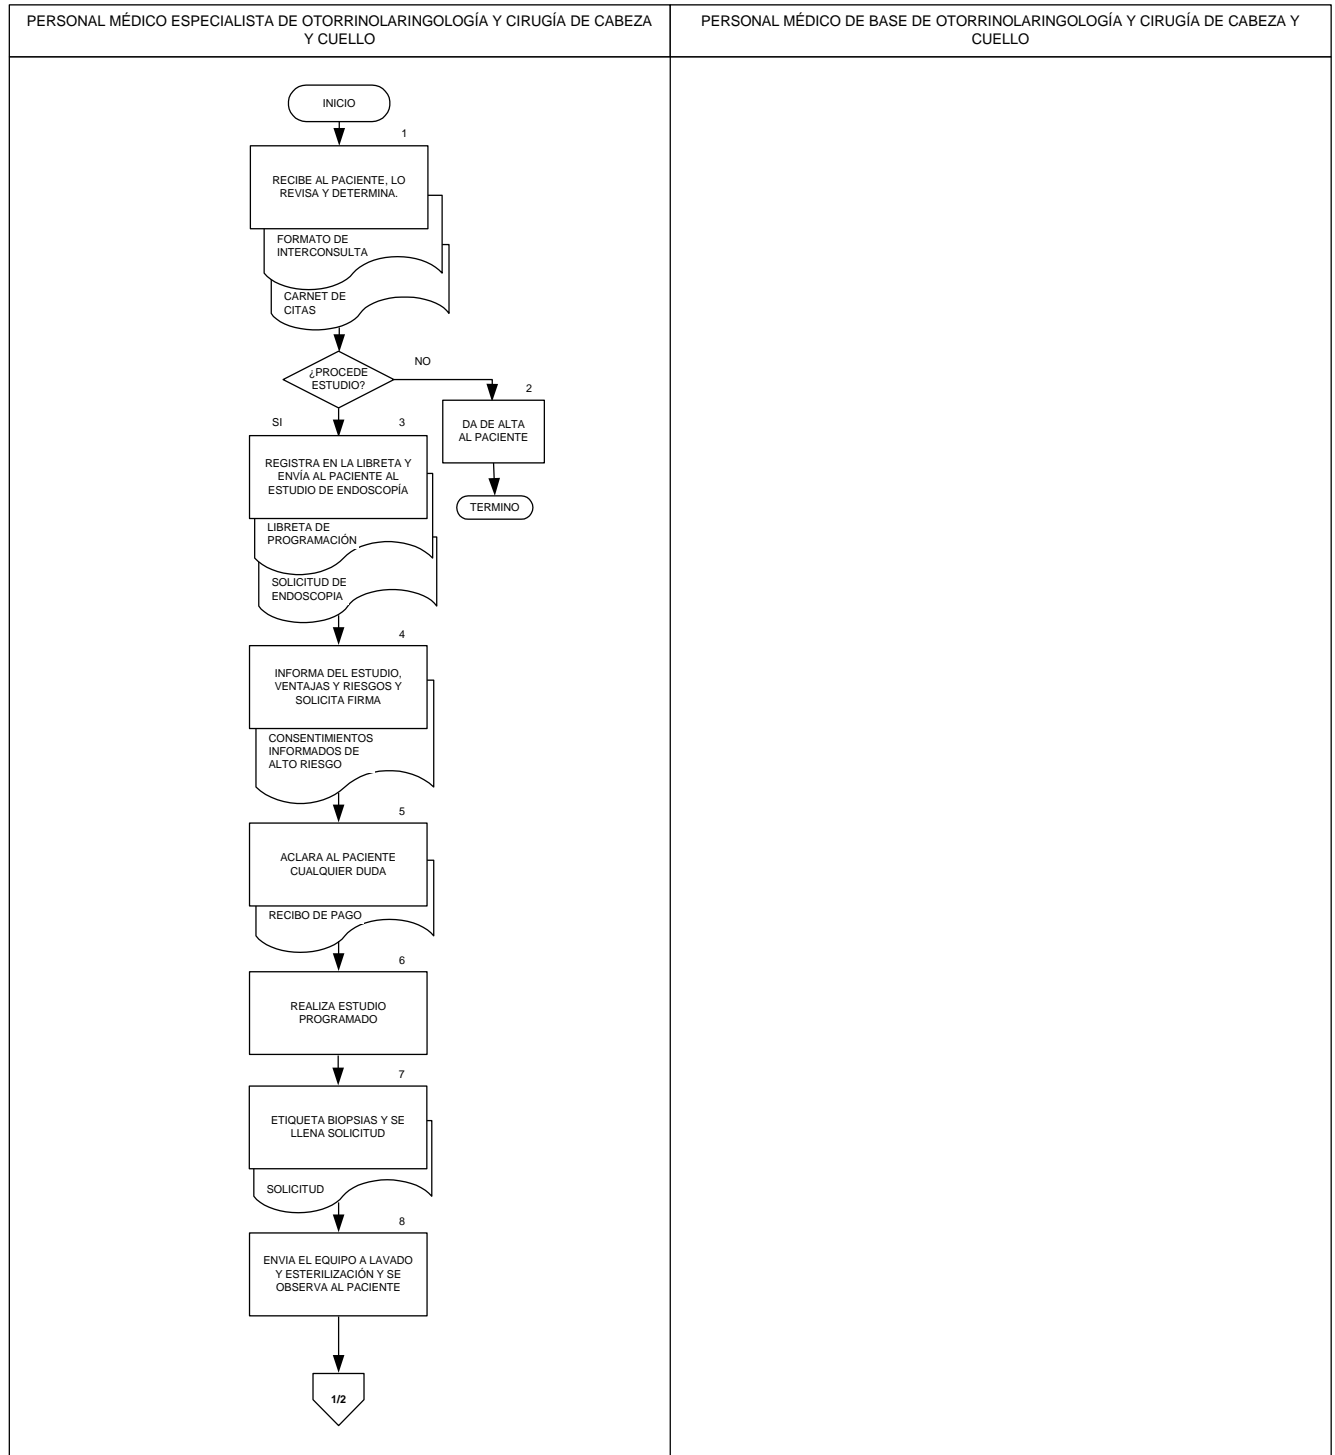 PERSONAL MÉDICO ESPECIALISTA DE OTORRINOLARINGOLOGÍA Y CIRUGÍA DE CABEZA
Y CUELLO
PERSONAL MÉDICO DE BASE DE OTORRINOLARINGOLOGÍA Y CIRUGÍA DE CABEZA Y
CUELLO
INICIO
1
RECIBE AL PACIENTE, LO
REVISA Y DETERMINA.
FORMATO DE
INTERCONSULTA
CARNET DE
CITAS
¿PROCEDE
ESTUDIO?
NO
2
DA DE ALTA
AL PACIENTE
TERMINO
SI
3
REGISTRA EN LA LIBRETA Y
ENVÍA AL PACIENTE AL
ESTUDIO DE ENDOSCOPÍA
LIBRETA DE
PROGRAMACIÓN
SOLICITUD DE
ENDOSCOPIA
4
INFORMA DEL ESTUDIO,
VENTAJAS Y RIESGOS Y
SOLICITA FIRMA
CONSENTIMIENTOS
INFORMADOS DE
ALTO RIESGO
5
ACLARA AL PACIENTE
CUALQUIER DUDA
RECIBO DE PAGO
6
REALIZA ESTUDIO
PROGRAMADO
7
ETIQUETA BIOPSIAS Y SE
LLENA SOLICITUD
SOLICITUD
8
ENVIA EL EQUIPO A LAVADO
Y ESTERILIZACIÓN Y SE
OBSERVA AL PACIENTE
1/2